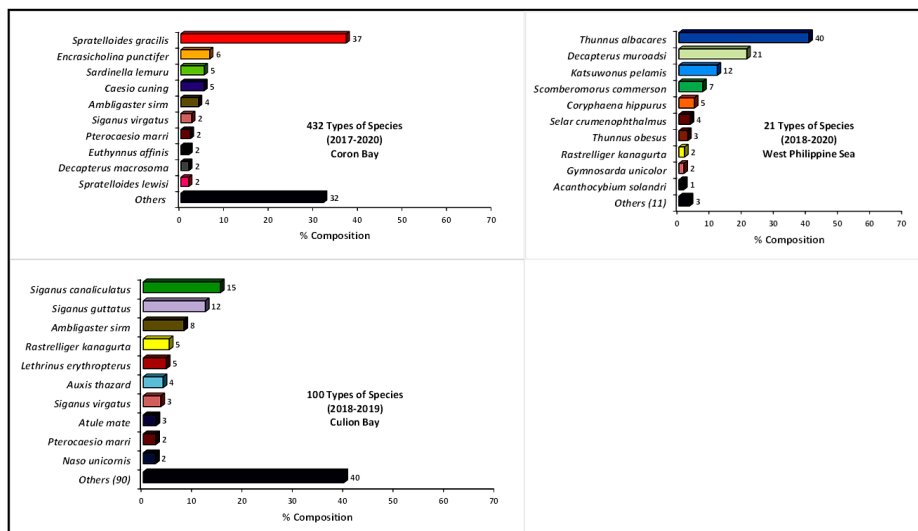 Spratelloides gracilis 37
Encrasicholina punctifer 6
Sardinella lemuru 5
Caesio cuning 5
Ambligaster sirm 4
Siganus virgatus 2
Pterocaesio marri 2
Euthynnus affinis 2
Decapterus macrosoma 2
Spratelloides lewisi 2
Others 32
432 Types of Species
(2017-2020)
Coron Bay
0 10 20 30 40 50 60 70
% Composition
Thunnus albacares 40
Decapterus muroadsi 21
Katsuwonus pelamis 12
Scomberomorus commerson 7
Coryphaena hippurus 5
Selar crumenophthalmus 4
Thunnus obesus 3
Rastrelliger kanagurta 2
Gymnosarda unicolor 2
Acanthocybium solandri 1
Others (11) 3
21 Types of Species
(2018-2020)
West Philippine Sea
0 10 20 30 40 50 60 70
% Composition
Siganus canaliculatus 15
Siganus guttatus 12
Ambligaster sirm 8
Rastrelliger kanagurta 5
Lethrinus erythropterus 5
Auxis thazard 4
Siganus virgatus 3
Atule mate 3
Pterocaesio marri 2
Naso unicornis 2
Others (90) 40
100 Types of Species
(2018-2019)
Culion Bay
0 10 20 30 40 50 60 70
% Composition